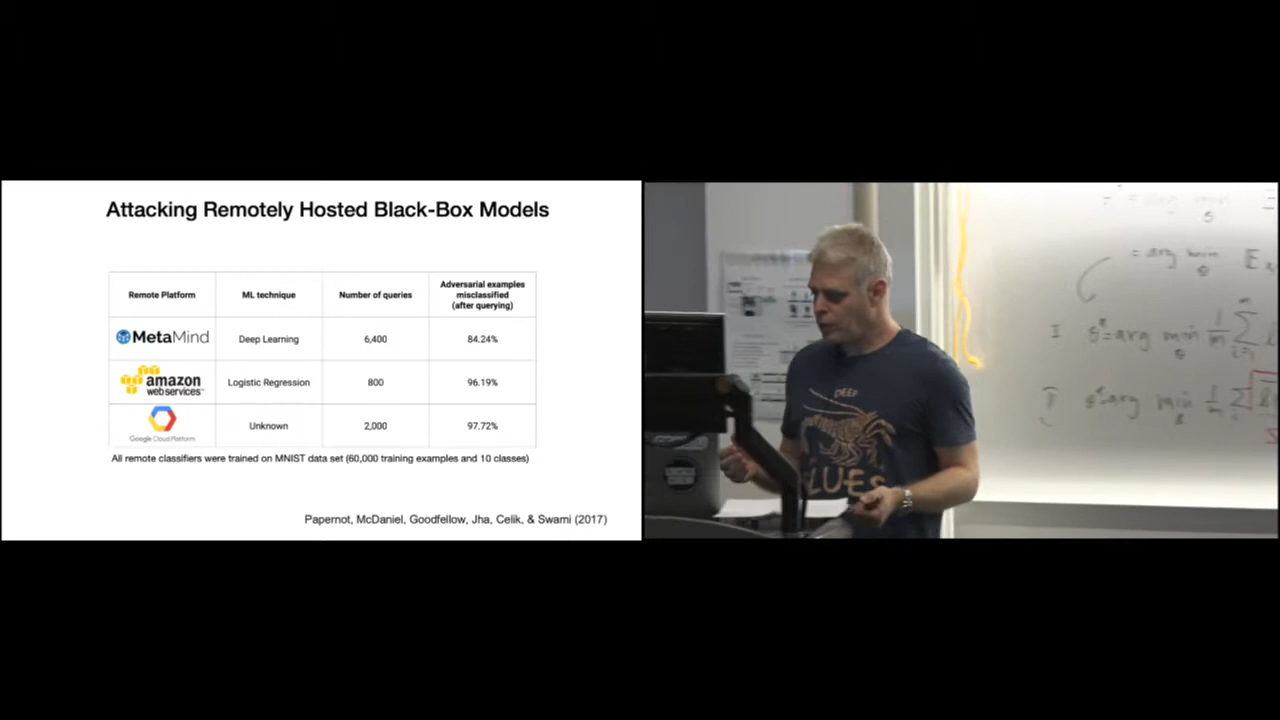 Attacking Remotely Hosted Black-Box Models
Remote Platform ML technique Number of queries Adversarial examples
misclassified
(after querying)
MetaMind Deep Learning 6,400 84.24%
amazon
web services Logistic Regression 800 96.19%
Google Cloud Platform Unknown 2,000 97.72%
All remote classifiers were trained on MNIST data set (60,000 training examples and 10 classes)
Papernot, McDaniel, Goodfellow, Jha, Celik, & Swami (2017)
DEEP
BLUES
= arg min E
θ
I θ*=arg min 1/m Σ
II θ*=arg min 1/m Σ